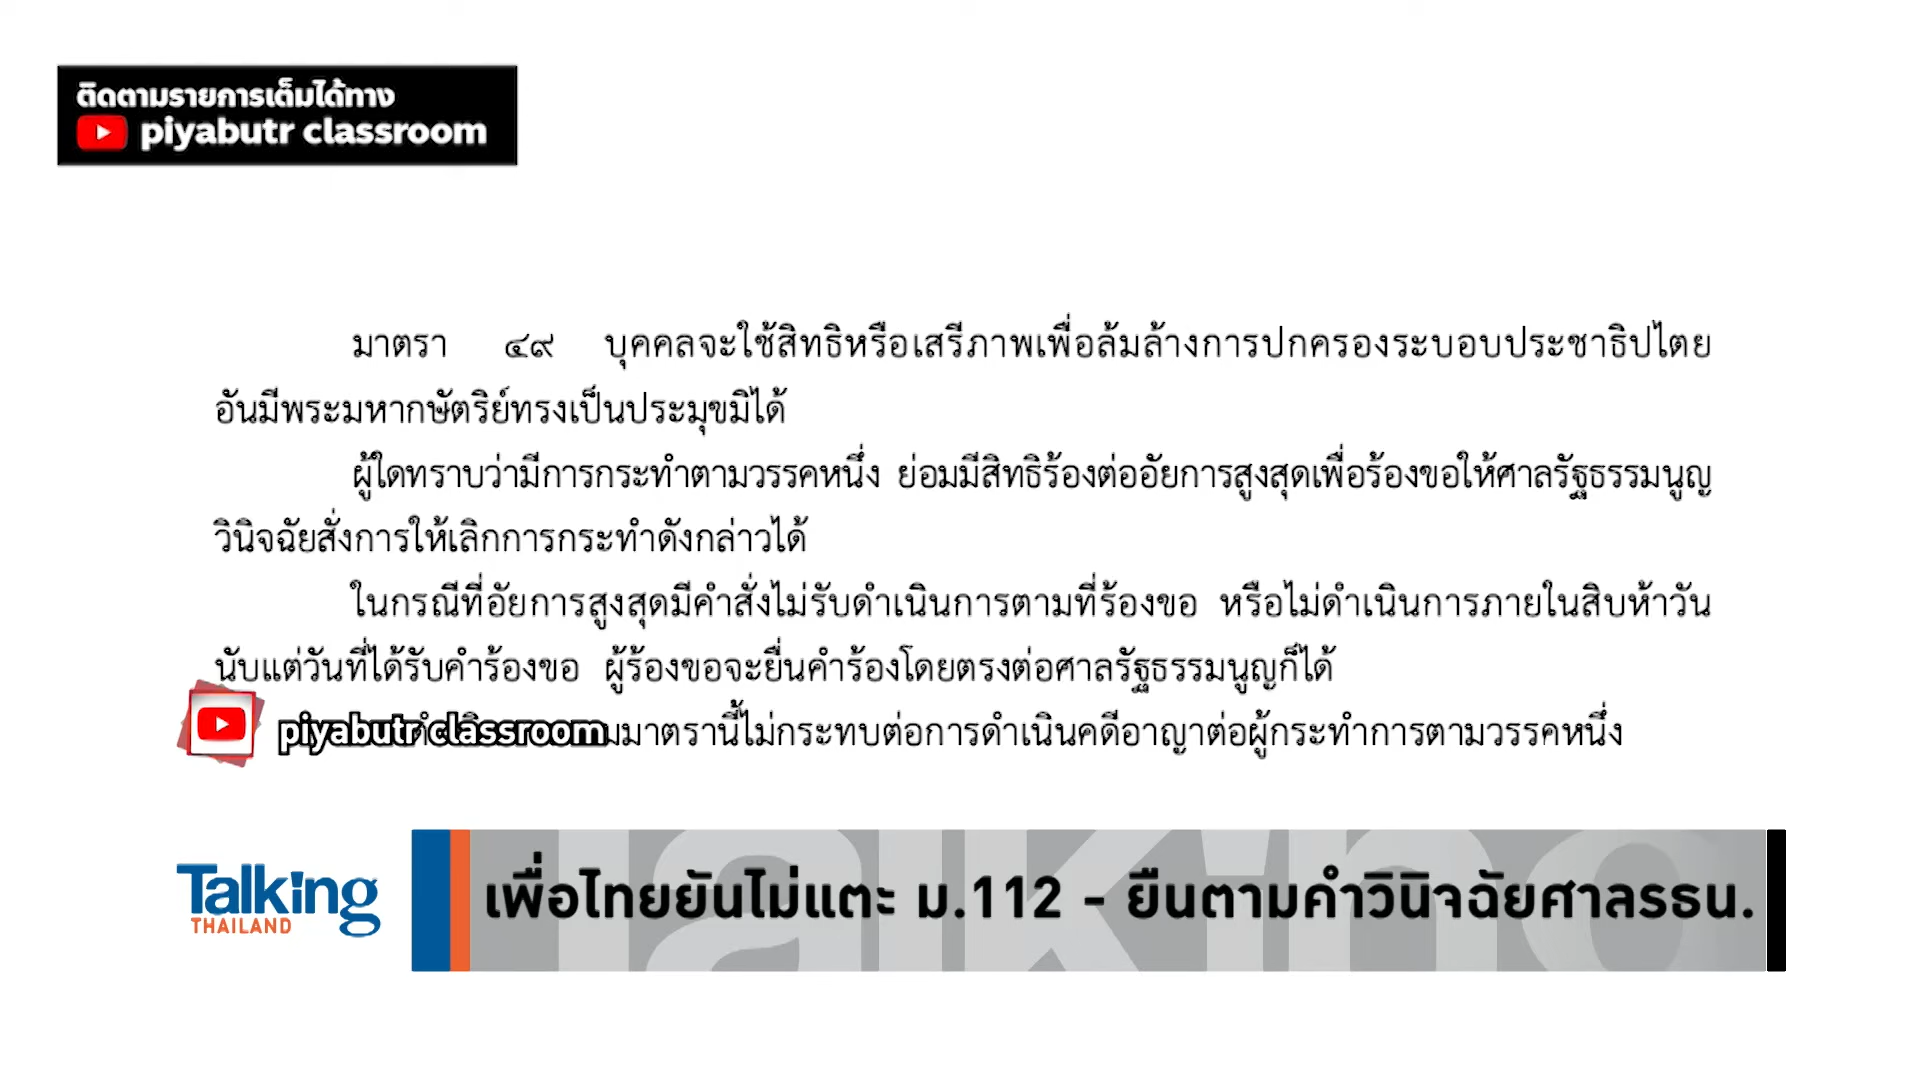 ติดตามรายการเต็มได้ทาง
piyabutr classroom
มาตรา ๔๙ บุคคลจะใช้สิทธิหรือเสรีภาพเพื่อล้มล้างการปกครองระบอบประชาธิปไตย
อันมีพระมหากษัตริย์ทรงเป็นประมุขมิได้
ผู้ใดทราบว่ามีการกระทำตามวรรคหนึ่ง ย่อมมีสิทธิร้องต่ออัยการสูงสุดเพื่อร้องขอให้ศาลรัฐธรรมนูญ
วินิจฉัยสั่งการให้เลิกการกระทำดังกล่าวได้
ในกรณีที่อัยการสูงสุดมีคำสั่งไม่รับดำเนินการตามที่ร้องขอ หรือไม่ดำเนินการภายในสิบห้าวัน
นับแต่วันที่ได้รับคำร้องขอ ผู้ร้องขอจะยื่นคำร้องโดยตรงต่อศาลรัฐธรรมนูญก็ได้
piyabutr classroom
มาตรานี้ไม่กระทบต่อการดำเนินคดีอาญาต่อผู้กระทำการตามวรรคหนึ่ง
Talking
THAILAND
เพื่อไทยยันไม่แตะ ม.112 - ยืนตามคำวินิจฉัยศาลรธน.